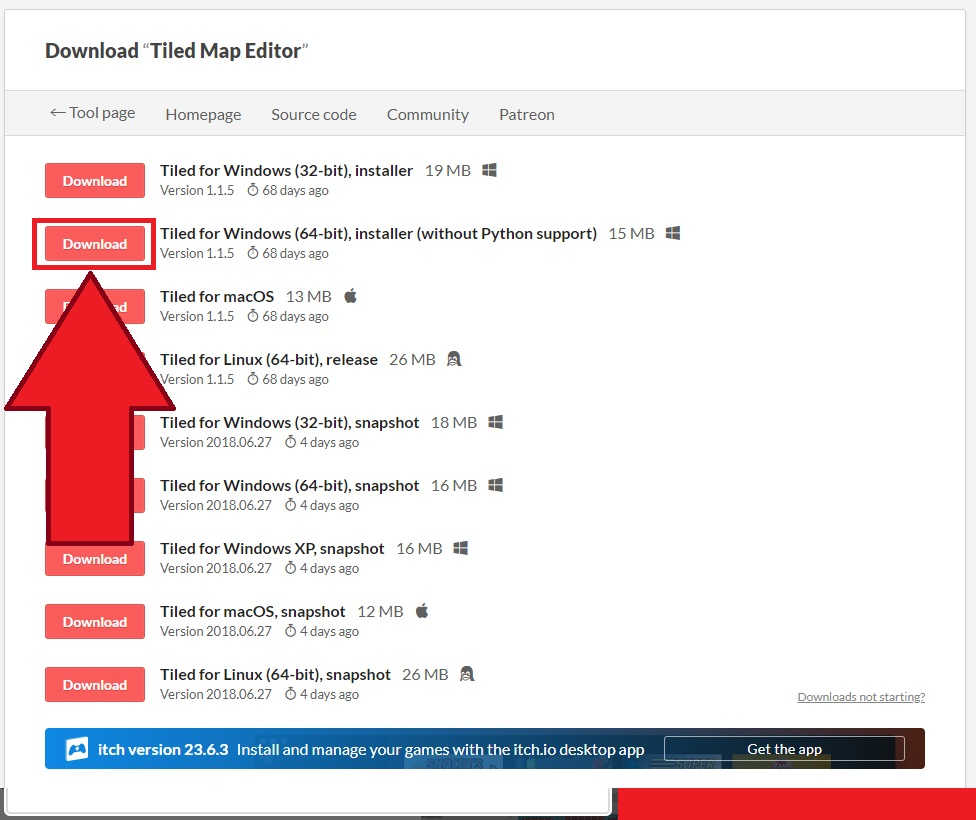 Download “Tiled Map Editor”
← Tool page Homepage Source code Community Patreon
Download Tiled for Windows (32-bit), installer 19 MB
Version 1.1.5 68 days ago
Download Tiled for Windows (64-bit), installer (without Python support) 15 MB
Version 1.1.5 68 days ago
Tiled for macOS 13 MB
Version 1.1.5 68 days ago
Tiled for Linux (64-bit), release 26 MB
Version 1.1.5 68 days ago
Tiled for Windows (32-bit), snapshot 18 MB
Version 2018.06.27 4 days ago
Tiled for Windows (64-bit), snapshot 16 MB
Version 2018.06.27 4 days ago
Download Tiled for Windows XP, snapshot 16 MB
Version 2018.06.27 4 days ago
Download Tiled for macOS, snapshot 12 MB
Version 2018.06.27 4 days ago
Download Tiled for Linux (64-bit), snapshot 26 MB
Version 2018.06.27 4 days ago
Downloads not starting?
itch version 23.6.3 Install and manage your games with the itch.io desktop app Get the app